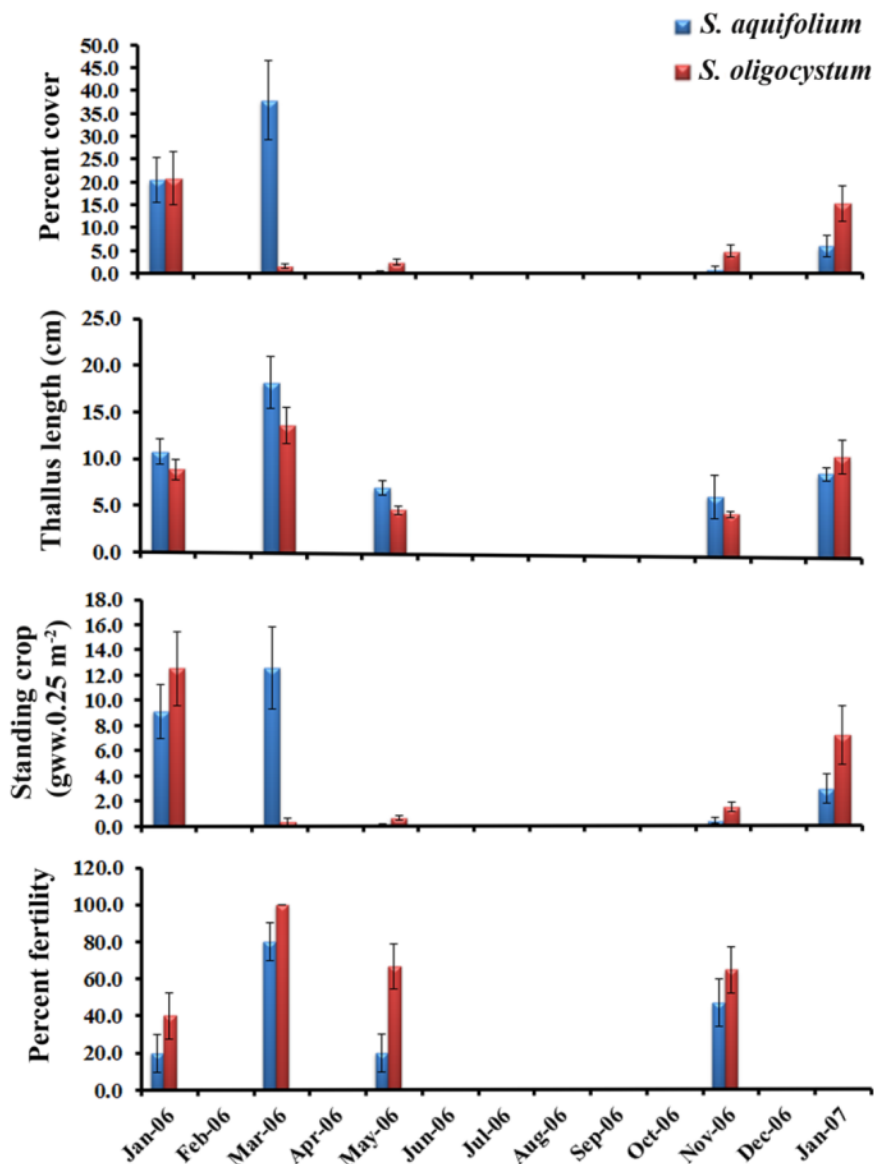 S. aquifolium
S. oligocystum
Percent cover
50.0
45.0
40.0
35.0
30.0
25.0
20.0
15.0
10.0
5.0
0.0
Thallus length (cm)
25.0
20.0
15.0
10.0
5.0
0.0
Standing crop
(gww.0.25 m⁻²)
18.0
16.0
14.0
12.0
10.0
8.0
6.0
4.0
2.0
0.0
Percent fertility
120.0
100.0
80.0
60.0
40.0
20.0
0.0
Jan-06
Feb-06
Mar-06
Apr-06
May-06
Jun-06
Jul-06
Aug-06
Sep-06
Oct-06
Nov-06
Dec-06
Jan-07